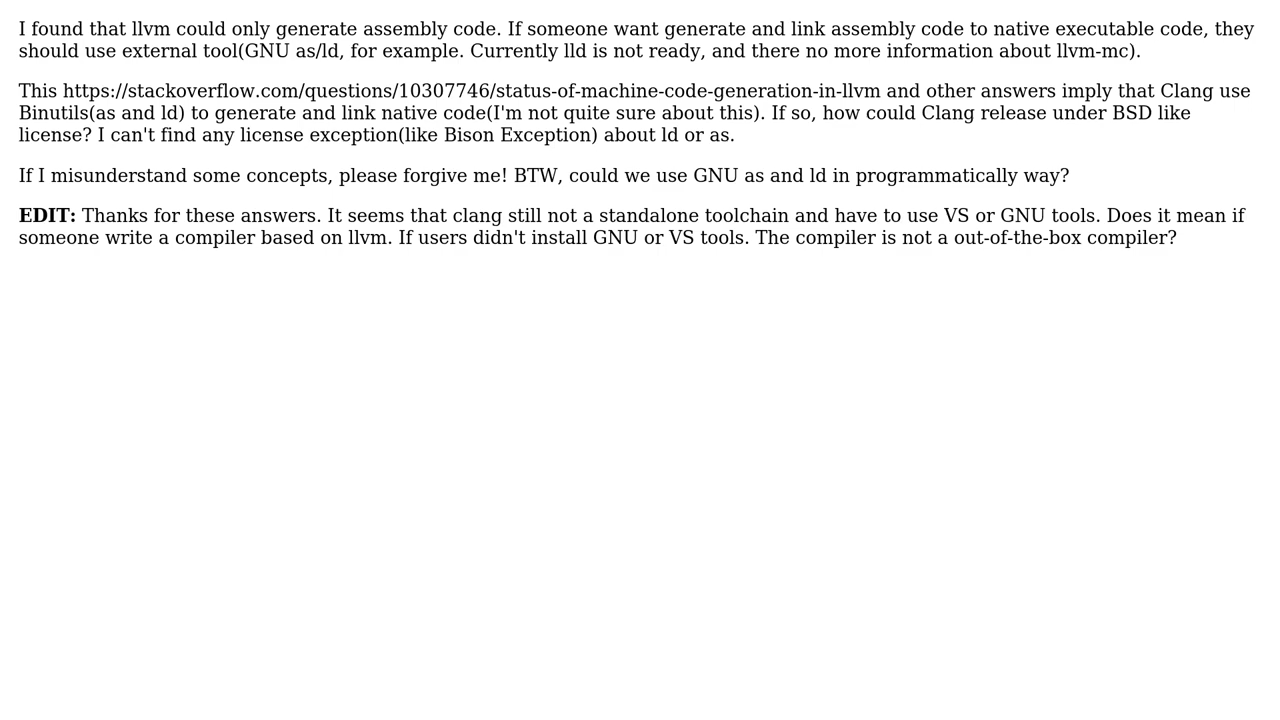 I found that llvm could only generate assembly code. If someone want generate and link assembly code to native executable code, they
should use external tool(GNU as/ld, for example. Currently lld is not ready, and there no more information about llvm-mc).
This https://stackoverflow.com/questions/10307746/status-of-machine-code-generation-in-llvm and other answers imply that Clang use
Binutils(as and ld) to generate and link native code(I'm not quite sure about this). If so, how could Clang release under BSD like
license? I can't find any license exception(like Bison Exception) about ld or as.
If I misunderstand some concepts, please forgive me! BTW, could we use GNU as and ld in programmatically way?
EDIT: Thanks for these answers. It seems that clang still not a standalone toolchain and have to use VS or GNU tools. Does it mean if
someone write a compiler based on llvm. If users didn't install GNU or VS tools. The compiler is not a out-of-the-box compiler?